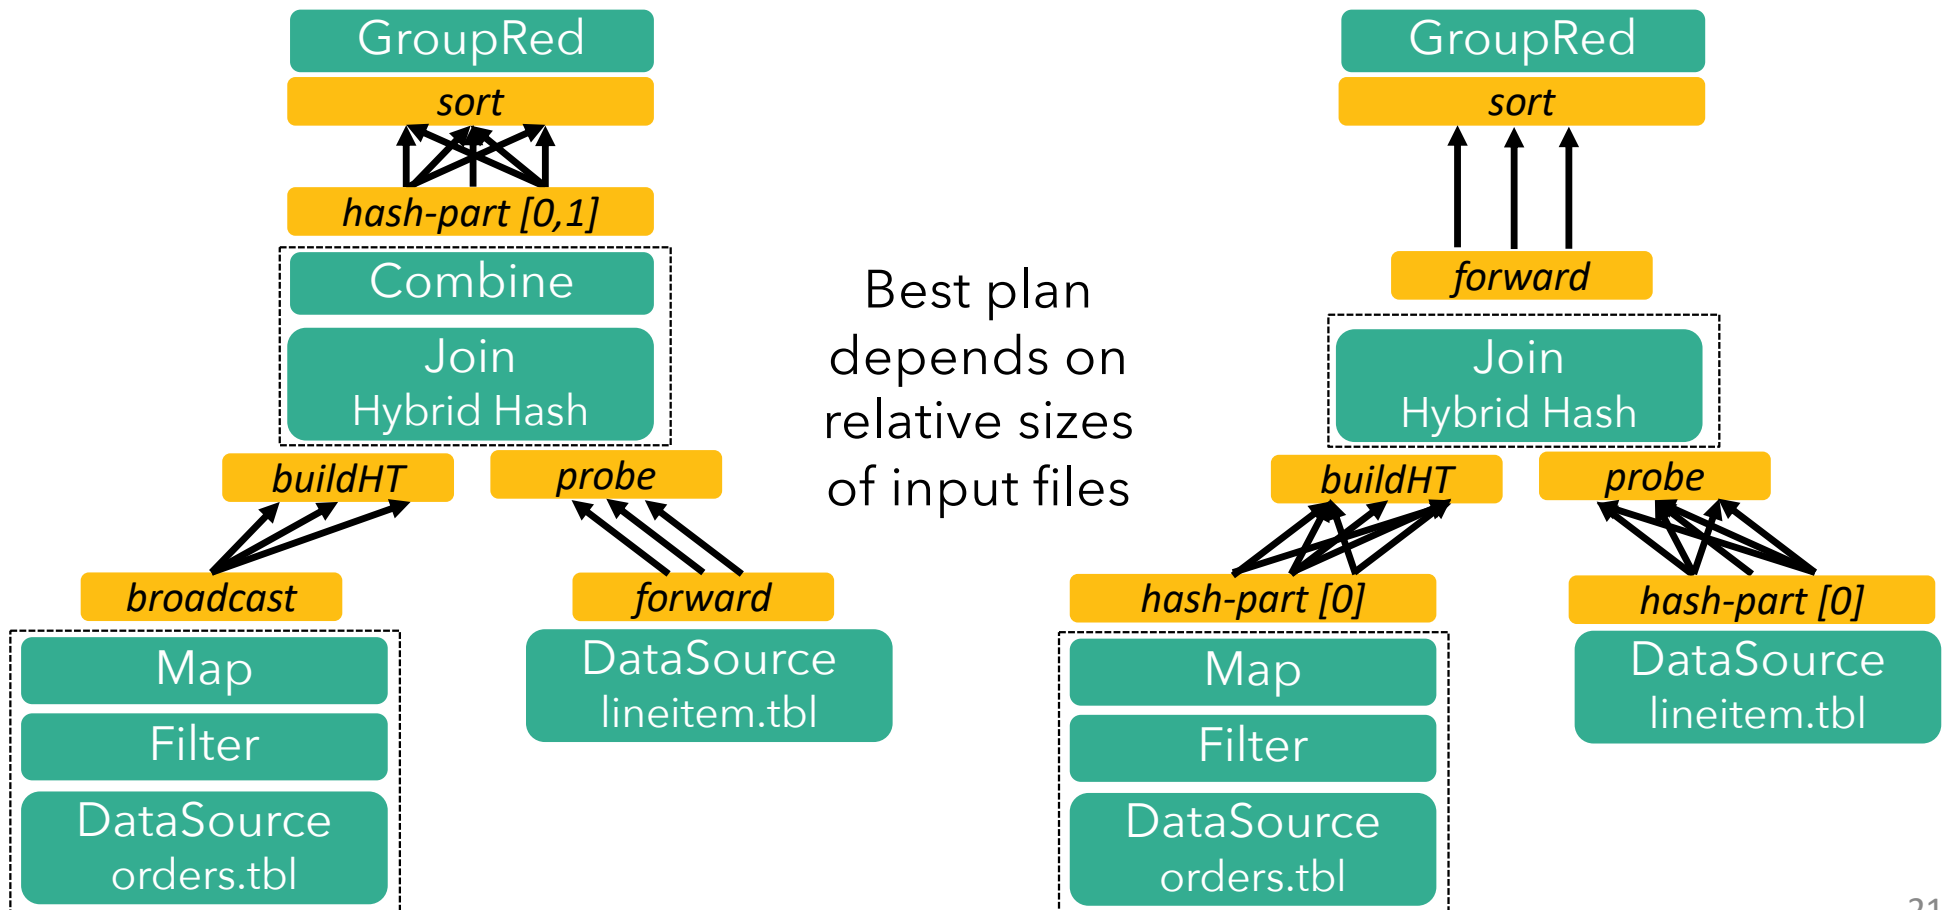 GroupRed
sort
hash-part [0,1]
Combine
Join
Hybrid Hash
buildHT
probe
broadcast
forward
Map
Filter
DataSource
orders.tbl
DataSource
lineitem.tbl
Best plan
depends on
relative sizes
of input files
GroupRed
sort
forward
Join
Hybrid Hash
buildHT
probe
hash-part [0]
hash-part [0]
Map
Filter
DataSource
orders.tbl
DataSource
lineitem.tbl
21